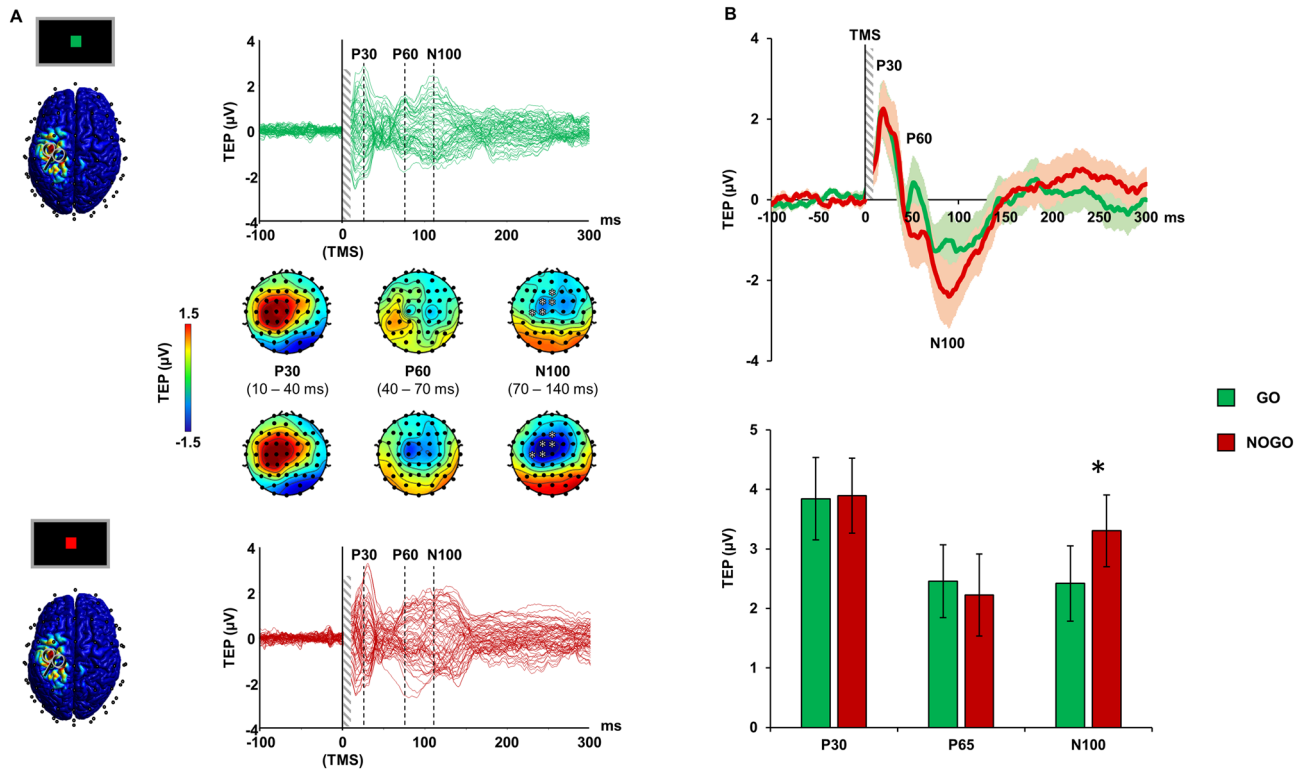 A
4
2
0
-2
-4
TEP (µV)
P30 P60 N100
-100 0 100 200 300
(TMS)
ms
1.5
-1.5
TEP (µV)
P30 P60 N100
(10 – 40 ms) (40 – 70 ms) (70 – 140 ms)
* * * * *
* * * * *
4
2
0
-2
-4
TEP (µV)
P30 P60 N100
-100 0 100 200 300
(TMS)
ms
B
TMS
4
2
0
-2
-4
TEP (µV)
P30
P60
N100
-100 -50 0 50 100 150 200 250 300 ms
GO
NOGO
5
4
3
2
1
0
TEP (µV)
*
P30 P65 N100